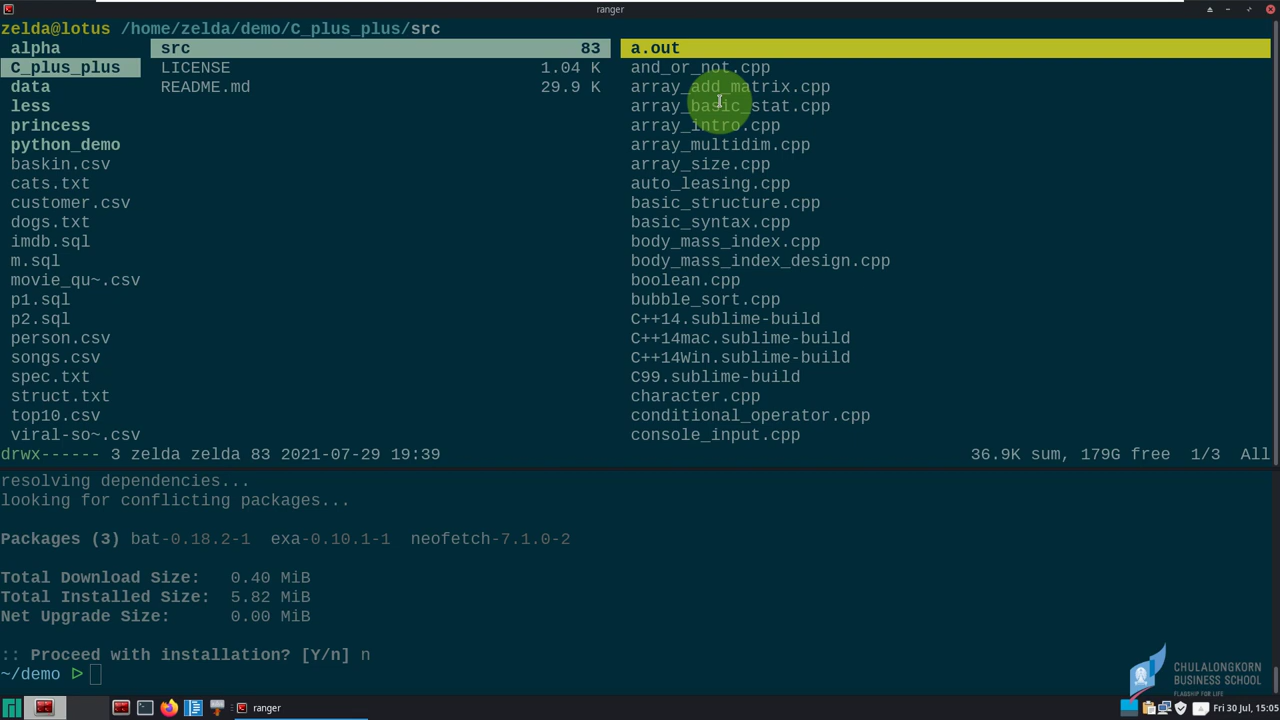 ranger
zelda@lotus /home/zelda/demo/C_plus_plus/src
alpha
C_plus_plus
data
less
princess
python_demo
baskin.csv
cats.txt
customer.csv
dogs.txt
imdb.sql
m.sql
movie_qu~.csv
p1.sql
p2.sql
person.csv
songs.csv
spec.txt
struct.txt
top10.csv
viral-so~.csv
src 83
LICENSE 1.04 K
README.md 29.9 K
a.out
and_or_not.cpp
array_add_matrix.cpp
array_basic_stat.cpp
array_intro.cpp
array_multidim.cpp
array_size.cpp
auto_leasing.cpp
basic_structure.cpp
basic_syntax.cpp
body_mass_index.cpp
body_mass_index_design.cpp
boolean.cpp
bubble_sort.cpp
C++14.sublime-build
C++14mac.sublime-build
C++14Win.sublime-build
C99.sublime-build
character.cpp
conditional_operator.cpp
console_input.cpp
drwx------ 3 zelda zelda 83 2021-07-29 19:39 36.9K sum, 179G free 1/3 All
resolving dependencies...
looking for conflicting packages...
Packages (3) bat-0.18.2-1 exa-0.10.1-1 neofetch-7.1.0-2
Total Download Size: 0.40 MiB
Total Installed Size: 5.82 MiB
Net Upgrade Size: 0.00 MiB
:: Proceed with installation? [Y/n] n
~/demo ▷
CHULALONGKORN
BUSINESS SCHOOL
FLAGSHIP FOR LIFE
ranger
Fri 30 Jul, 15:05